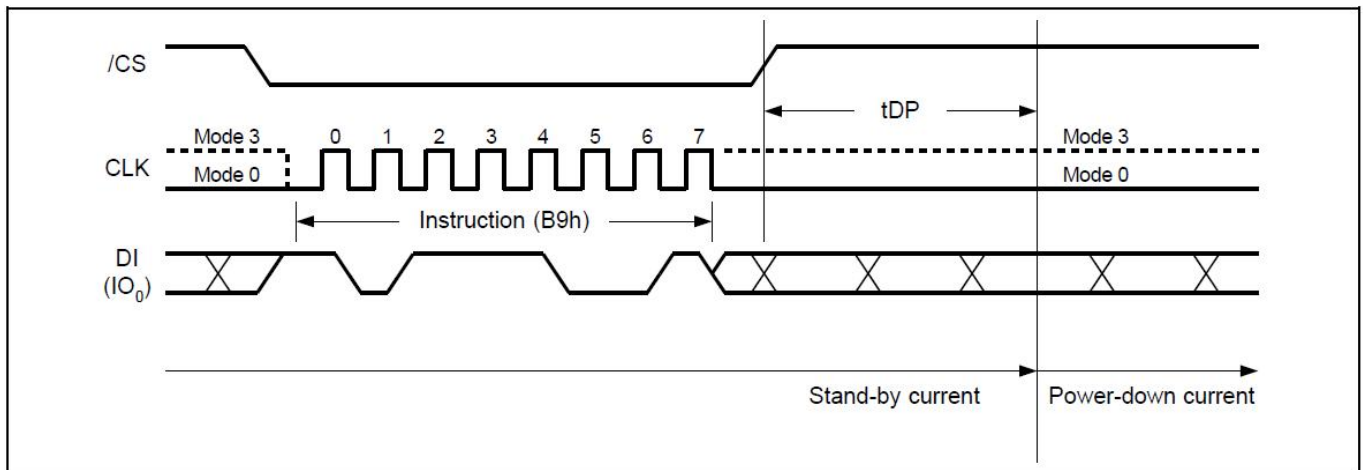 /CS
tDP
Mode 3
0 1 2 3 4 5 6 7
Mode 3
CLK
Mode 0
Mode 0
Instruction (B9h)
DI
(IO₀)
Stand-by current
Power-down current